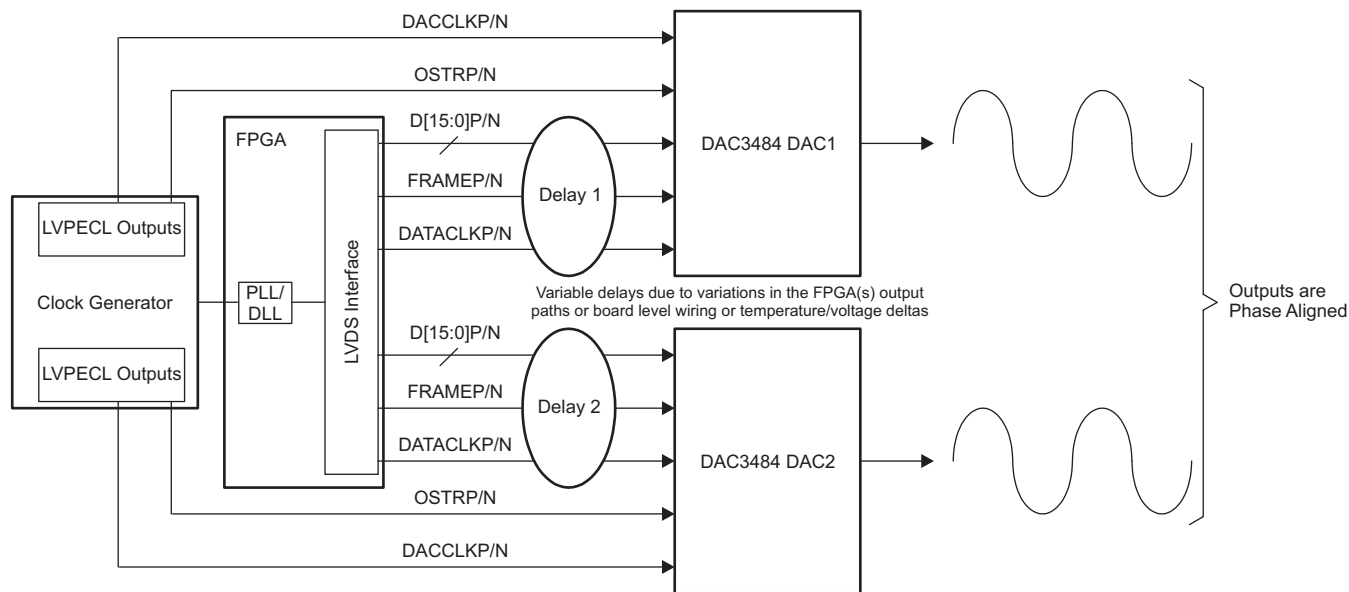 DACCLKP/N
OSTRP/N
FPGA
D[15:0]P/N
FRAMEP/N
DATACLKP/N
Delay 1
DAC3484 DAC1
LVPECL Outputs
Clock Generator
LVPECL Outputs
PLL/
DLL
LVDS Interface
Variable delays due to variations in the FPGA(s) output
paths or board level wiring or temperature/voltage deltas
D[15:0]P/N
FRAMEP/N
DATACLKP/N
Delay 2
DAC3484 DAC2
OSTRP/N
DACCLKP/N
Outputs are
Phase Aligned